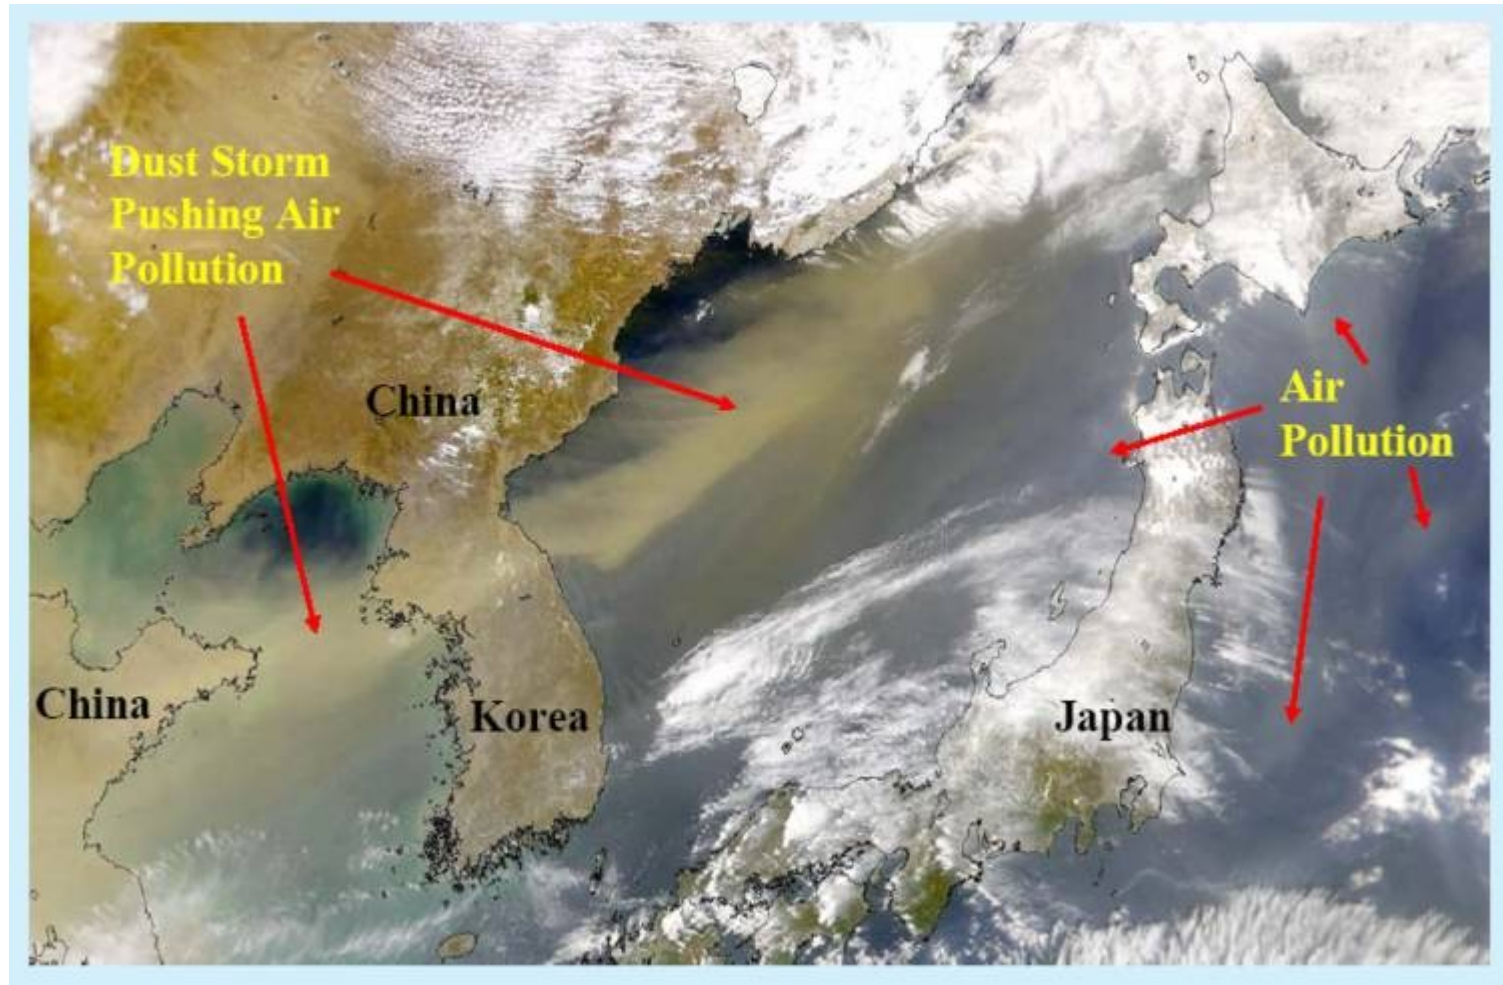 Dust Storm
Pushing Air
Pollution
China
Air
Pollution
China
Korea
Japan